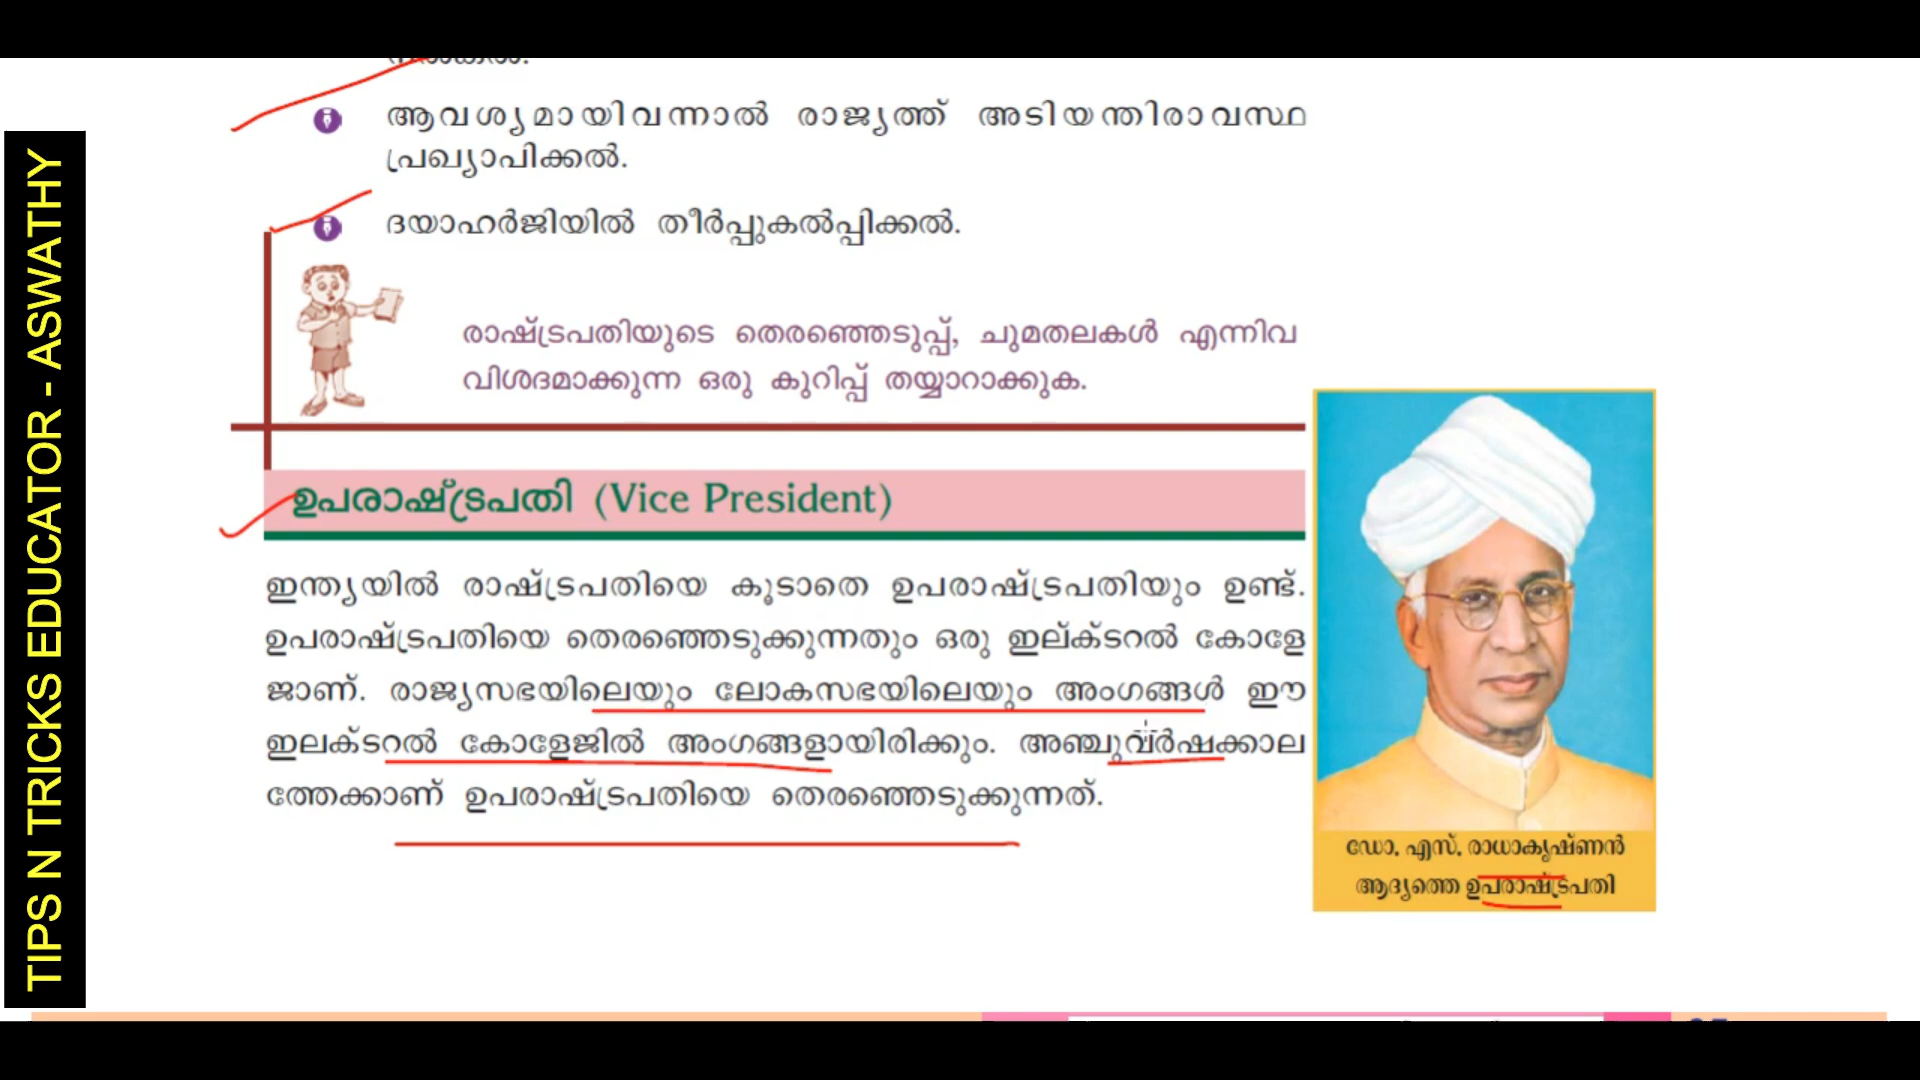 TIPS N TRICKS EDUCATOR - ASWATHY
ആവശ്യമായിവന്നാൽ രാജ്യത്ത് അടിയന്തിരാവസ്ഥ
പ്രഖ്യാപിക്കൽ.
ദയാഹർജിയിൽ തീർപ്പുകൽപ്പിക്കൽ.
രാഷ്ട്രപതിയുടെ തെരഞ്ഞെടുപ്പ്, ചുമതലകൾ എന്നിവ
വിശദമാക്കുന്ന ഒരു കുറിപ്പ് തയ്യാറാക്കുക.
ഉപരാഷ്ട്രപതി (Vice President)
ഇന്ത്യയിൽ രാഷ്ട്രപതിയെ കൂടാതെ ഉപരാഷ്ട്രപതിയും ഉണ്ട്.
ഉപരാഷ്ട്രപതിയെ തെരഞ്ഞെടുക്കുന്നതും ഒരു ഇല്ക്ടറൽ കോളേ
ജാണ്. രാജ്യസഭയിലെയും ലോകസഭയിലെയും അംഗങ്ങൾ ഈ
ഇലക്ടറൽ കോളേജിൽ അംഗങ്ങളായിരിക്കും. അഞ്ചുവർഷക്കാല
ത്തേക്കാണ് ഉപരാഷ്ട്രപതിയെ തെരഞ്ഞെടുക്കുന്നത്.
ഡോ. എസ്. രാധാകൃഷ്ണൻ
ആദ്യത്തെ ഉപരാഷ്ട്രപതി